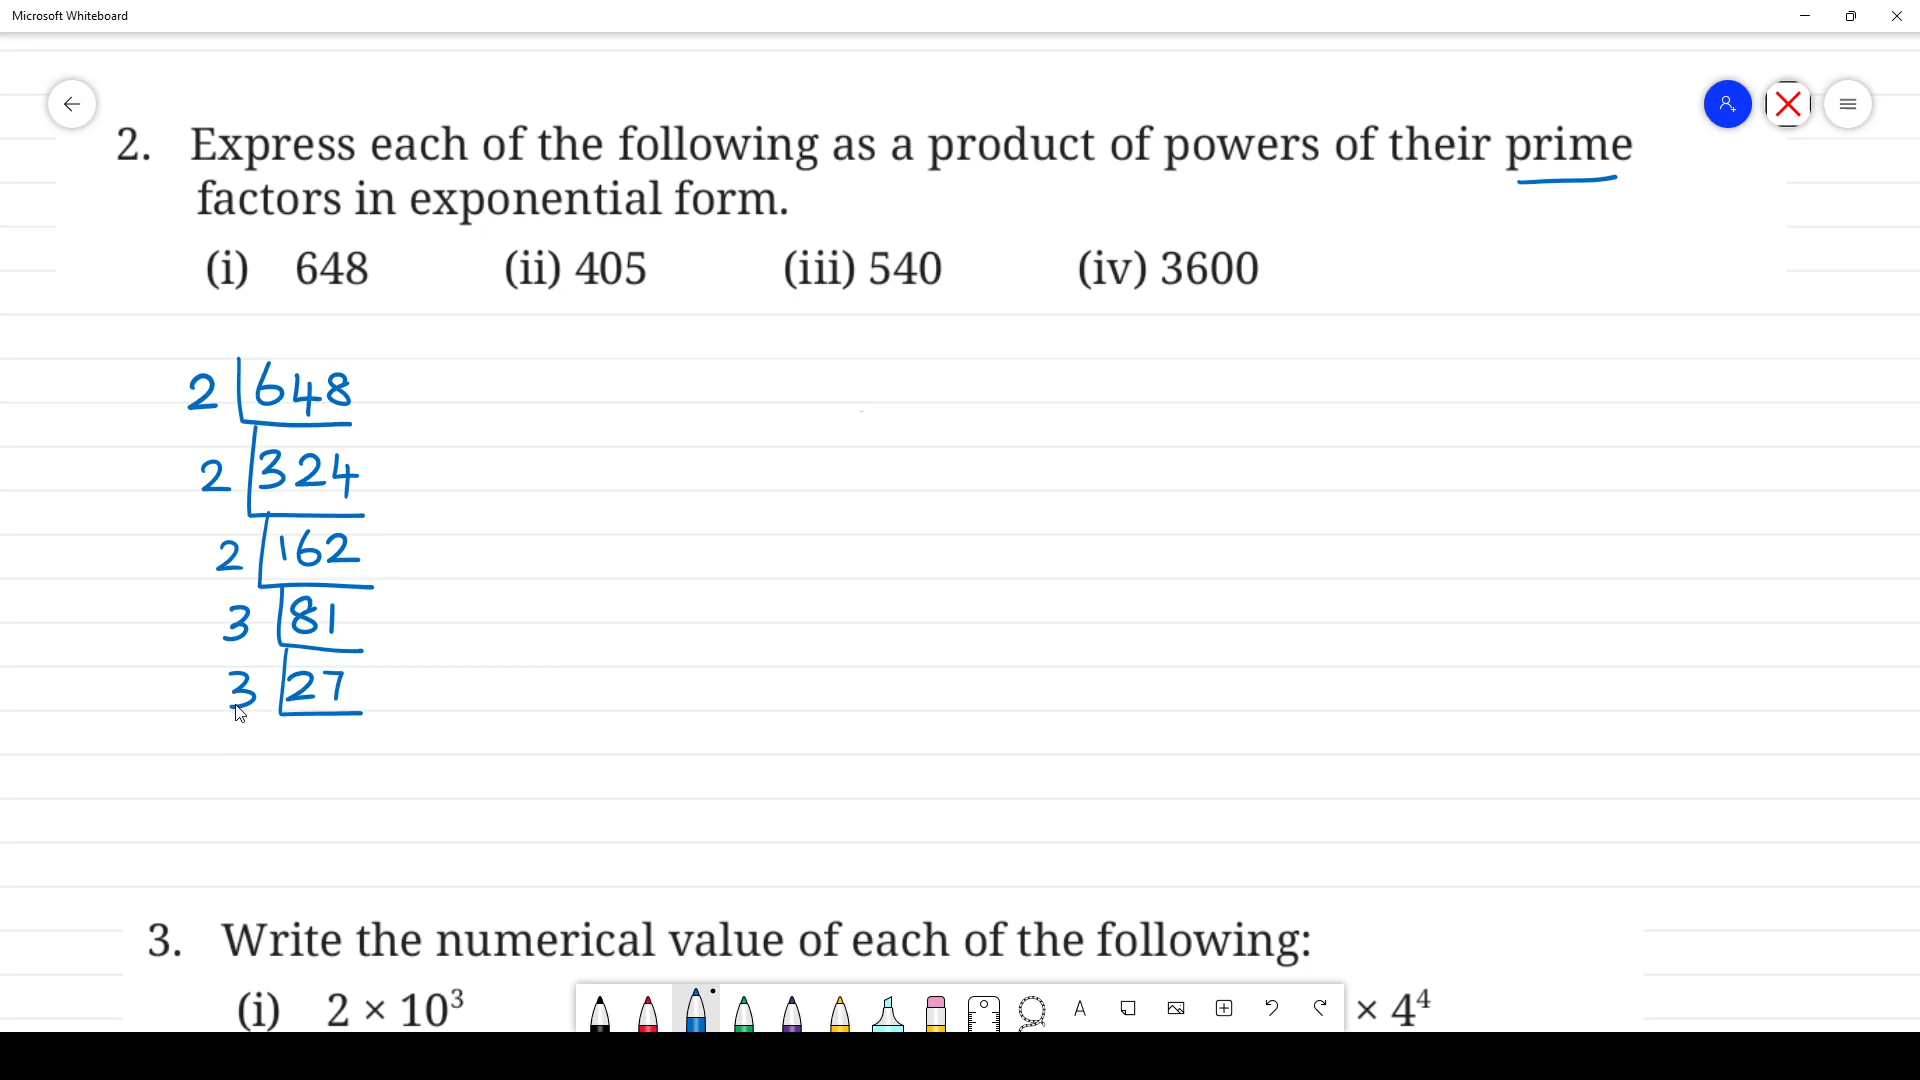 Microsoft Whiteboard
2. Express each of the following as a product of powers of their prime
factors in exponential form.
(i) 648 (ii) 405 (iii) 540 (iv) 3600
2 | 648
2 | 324
2 | 162
3 | 81
3 | 27
3. Write the numerical value of each of the following:
(i) 2 × 10³ × 4⁴
A